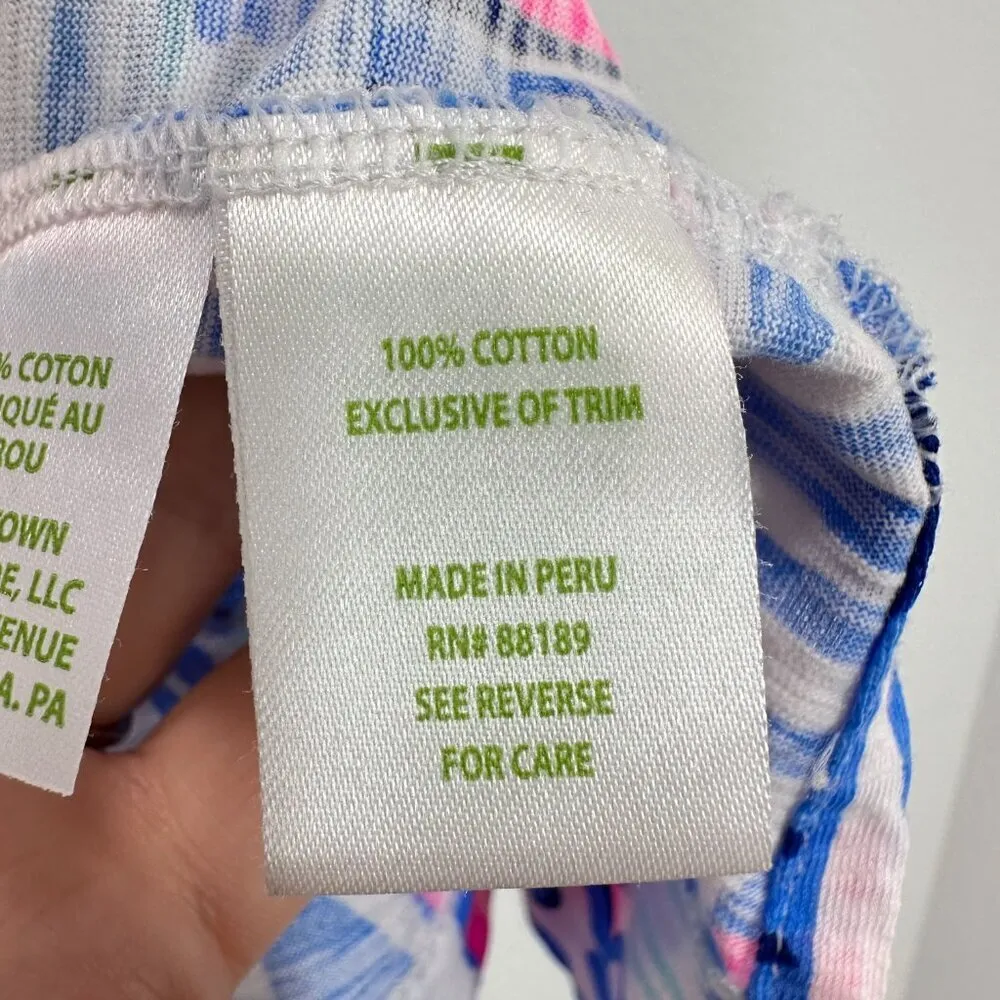 % COTON
QUÉ AU
ROU
OWN
E, LLC
ENUE
A. PA
100% COTTON
EXCLUSIVE OF TRIM
MADE IN PERU
RN# 88189
SEE REVERSE
FOR CARE